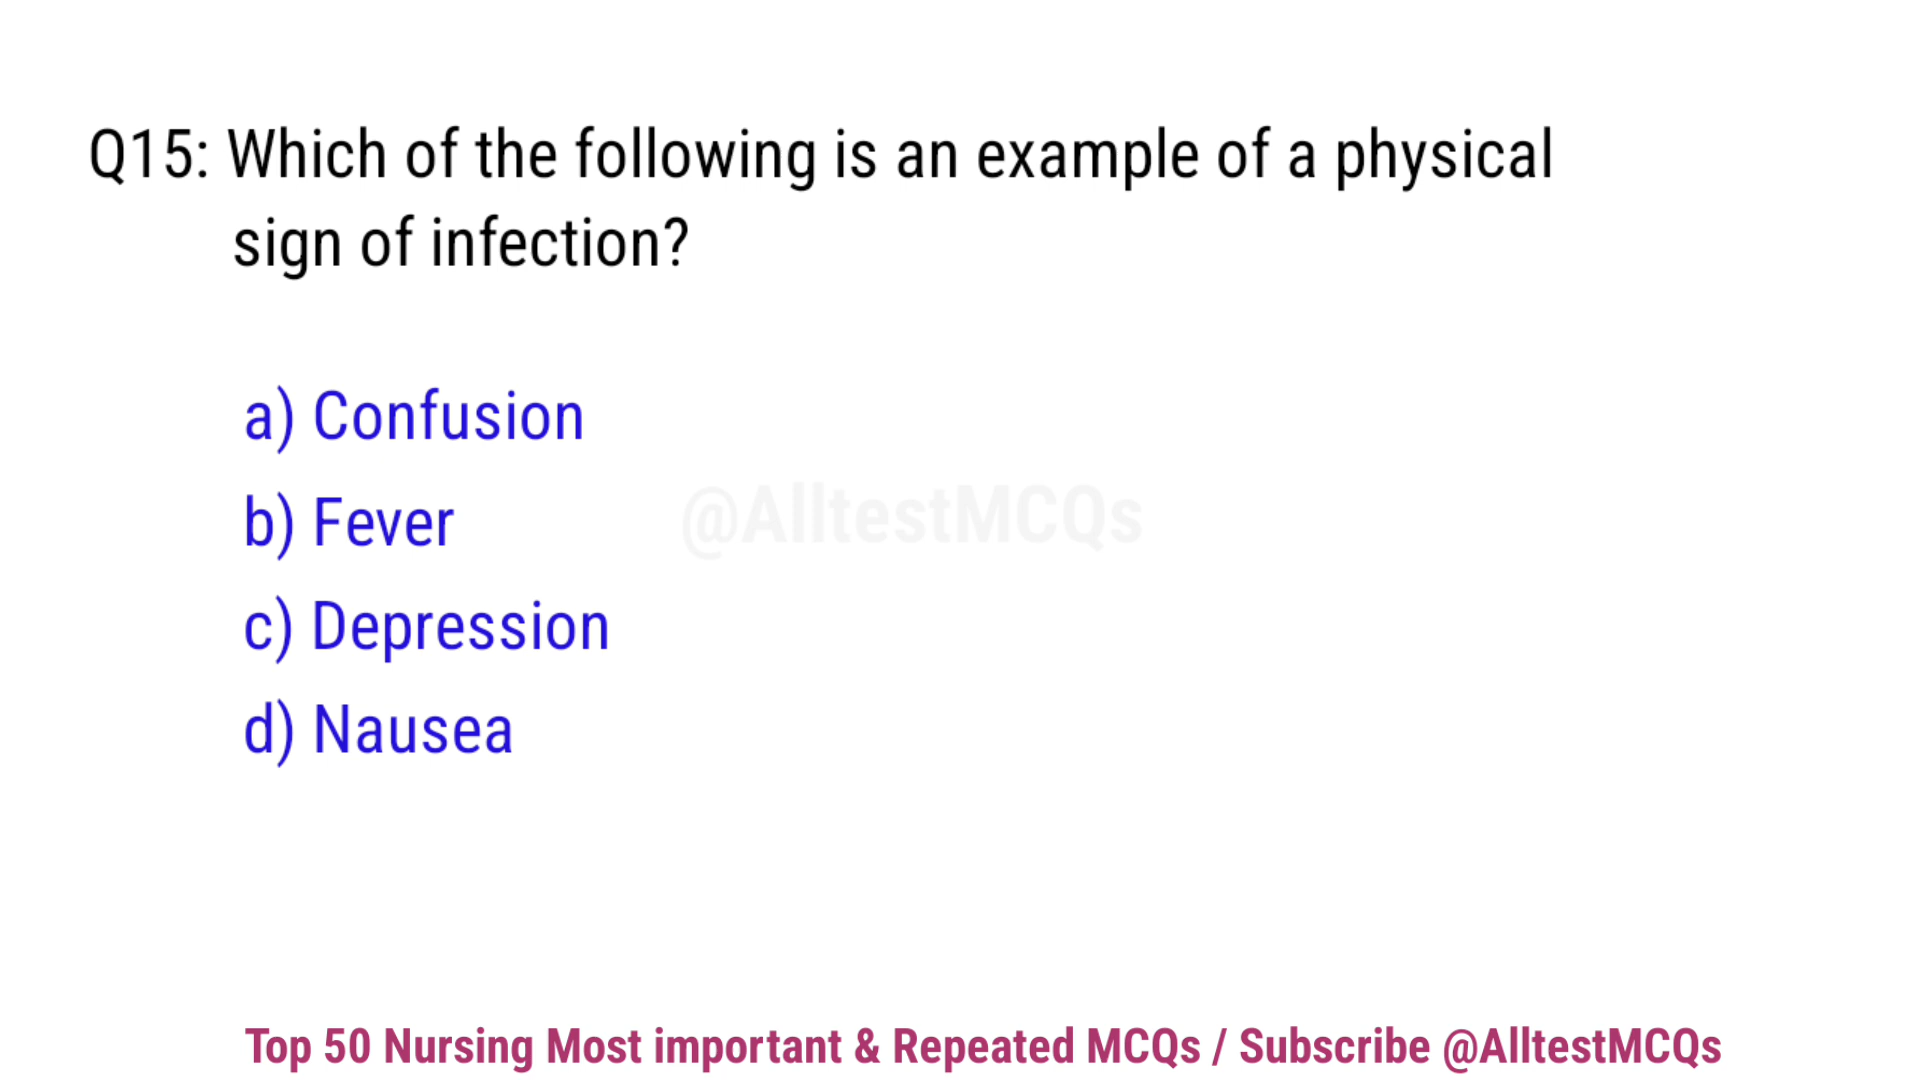 Q15: Which of the following is an example of a physical
sign of infection?
a) Confusion
b) Fever
@AlltestMCQs
c) Depression
d) Nausea
Top 50 Nursing Most important & Repeated MCQs / Subscribe @AlltestMCQs